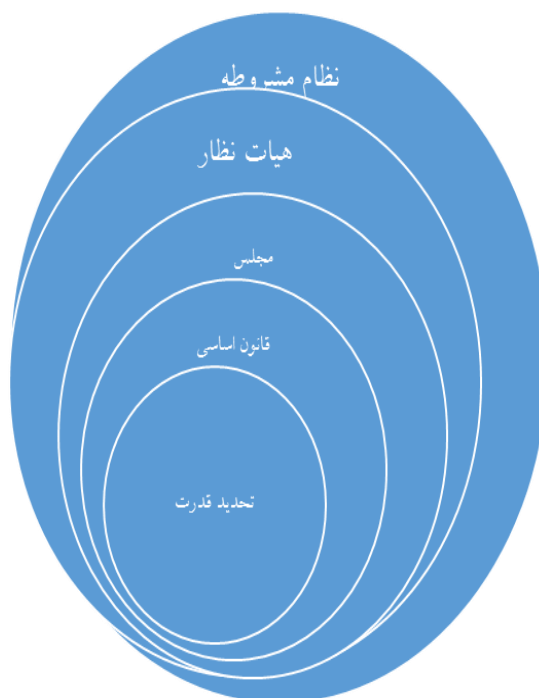 نظام مشروطه
هیات نظار
مجلس
قانون اساسی
تحدید قدرت